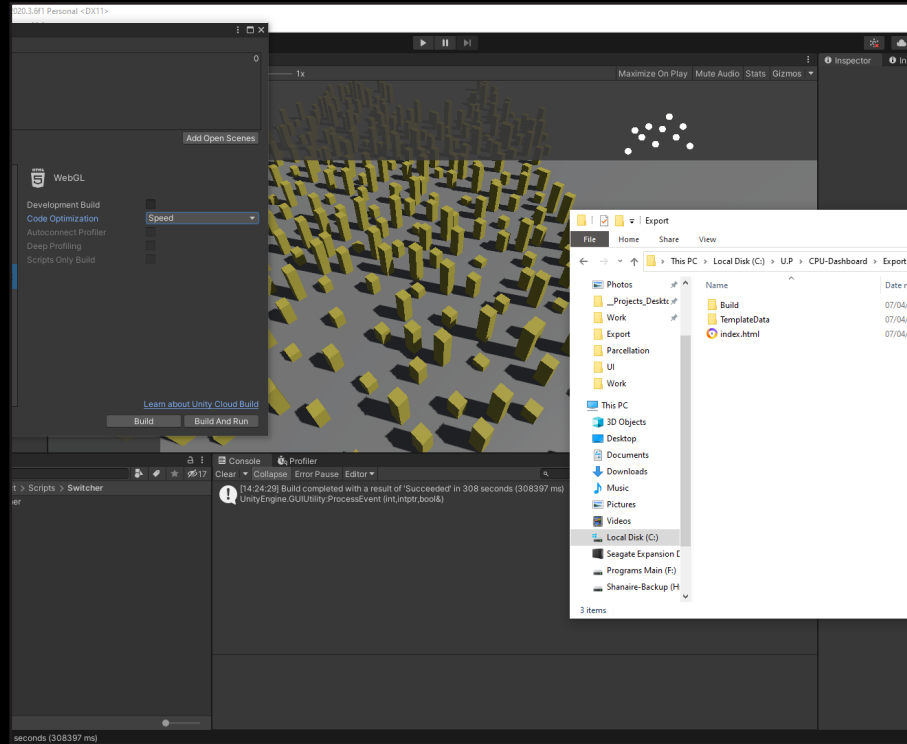 2020.3.6f1 Personal <DX11>
0
1x
Maximize On Play Mute Audio Stats Gizmos
Inspector
In
Add Open Scenes
HTML
5
WebGL
Development Build
Code Optimization Speed
Autoconnect Profiler
Deep Profiling
Scripts Only Build
Learn about Unity Cloud Build
Build Build And Run
Export
File Home Share View
This PC > Local Disk (C:) > U.P > CPU-Dashboard > Export
Name Date
Photos
__Projects_Deskto
Work
Export
Parcellation
UI
Work
This PC
3D Objects
Desktop
Documents
Downloads
Music
Pictures
Videos
Local Disk (C:)
Seagate Expansion D
Programs Main (F:)
Shanaire-Backup (H:
3 items
Build 07/04/
TemplateData 07/04/
index.html 07/04/
17
Console Profiler
Clear Collapse Error Pause Editor
> Scripts > Switcher
er
[14:24:29] Build completed with a result of 'Succeeded' in 308 seconds (308397 ms)
UnityEngine.GUIUtility:ProcessEvent (int,intptr,bool&)
seconds (308397 ms)